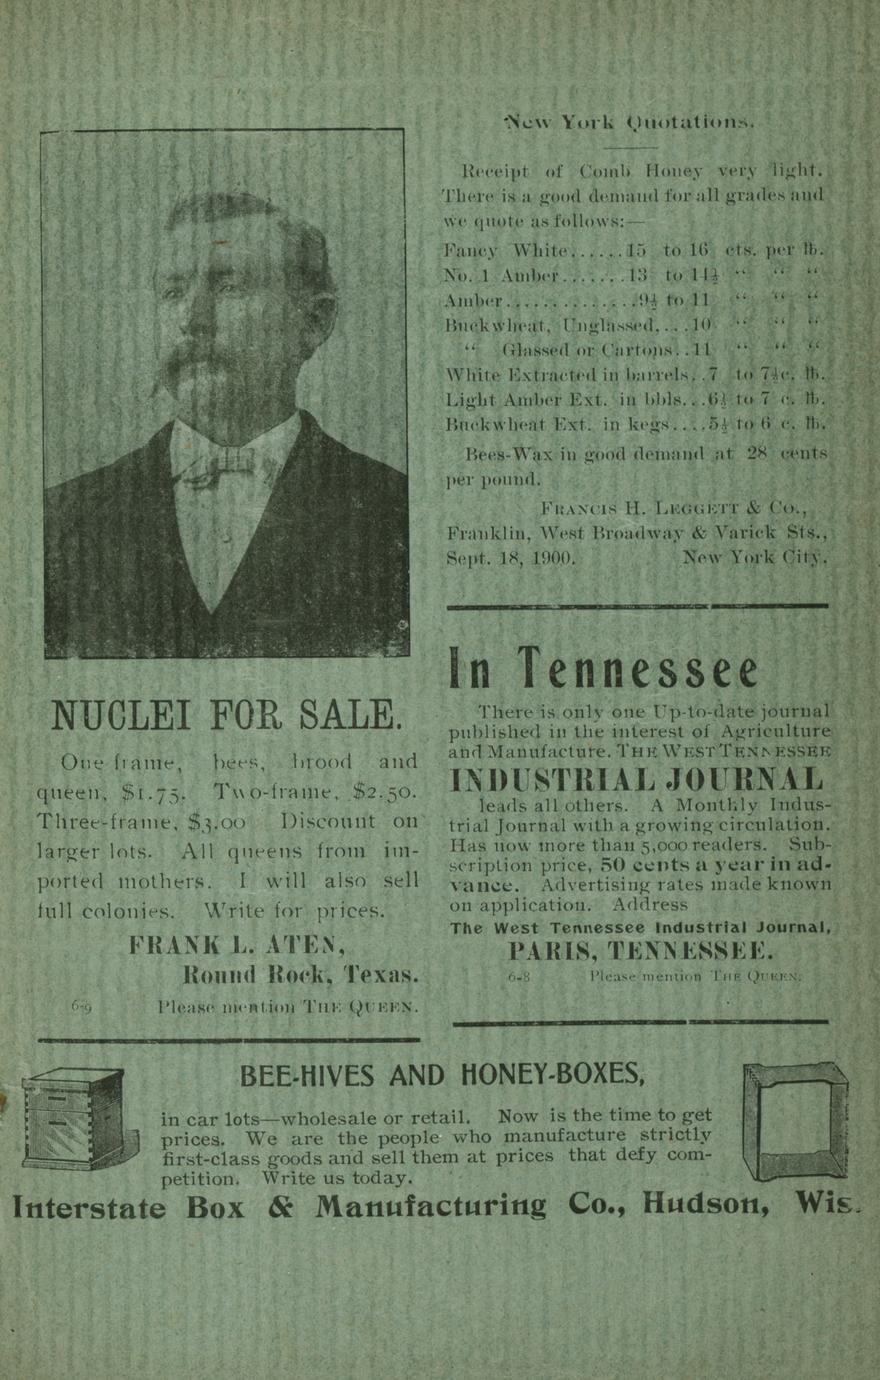 NUCLEI FOR SALE.
One frame, bees, brood and
queen, $1.75. Two-frame, $2.50.
Three-frame, $3.00 Discount on
larger lots. All queens from im-
ported mothers. I will also sell
full colonies. Write for prices.
FRANK L. ATEN,
Round Rock, Texas.
6-9 Please mention THE QUEEN.
New York Quotations.
Receipt of Comb Honey very light.
There is a good demand for all grades and
we quote as follows:—
Fancy White......15 to 16 cts. per lb.
No. 1 Amber.......13 to 14½ “ “ “
Amber..............9½ to 11 “ “ “
Buckwheat, Unglassed....10 “ “ “
“ Glassed or Cartons..11 “ “ “
White Extracted in barrels..7 to 7½c. lb.
Light Amber Ext. in bbls...6½ to 7 c. lb.
Buckwheat Ext. in kegs....5½ to 6 c. lb.
Bees-Wax in good demand at 28 cents
per pound.
FRANCIS H. LEGGETT & CO.,
Franklin, West Broadway & Varick Sts.,
Sept. 18, 1900. New York City.
In Tennessee
There is only one Up-to-date journal
published in the interest of Agriculture
and Manufacture. THE WEST TENNESSEE
INDUSTRIAL JOURNAL
leads all others. A Monthly Indus-
trial Journal with a growing circulation.
Has now more than 5,000 readers. Sub-
scription price, 50 cents a year in ad-
vance. Advertising rates made known
on application. Address
The West Tennessee Industrial Journal,
PARIS, TENNESSEE.
6-8 Please mention THE QUEEN.
BEE-HIVES AND HONEY-BOXES,
in car lots—wholesale or retail. Now is the time to get
prices. We are the people who manufacture strictly
first-class goods and sell them at prices that defy com-
petition. Write us today.
Interstate Box & Manufacturing Co., Hudson, Wis.